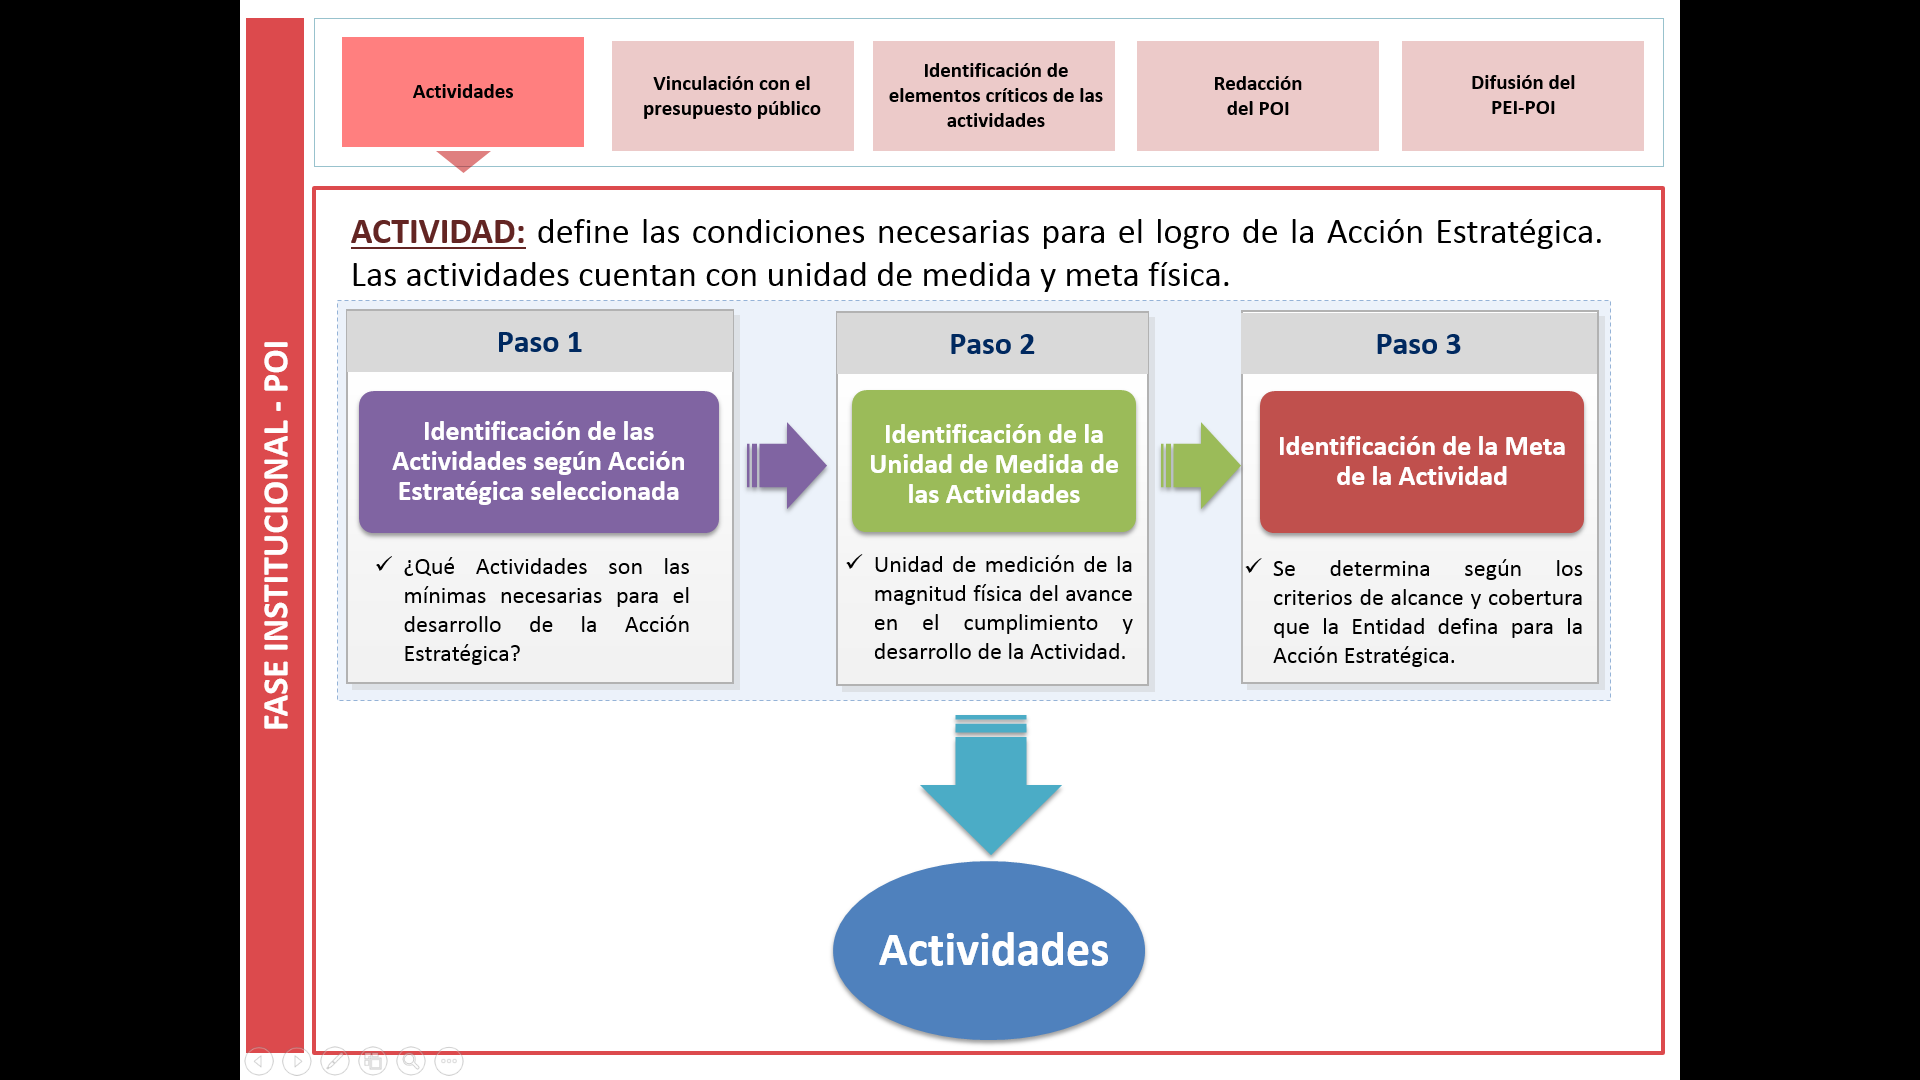 FASE INSTITUCIONAL - POI
Actividades
Vinculación con el
presupuesto público
Identificación de
elementos críticos de las
actividades
Redacción
del POI
Difusión del
PEI-POI
ACTIVIDAD: define las condiciones necesarias para el logro de la Acción Estratégica.
Las actividades cuentan con unidad de medida y meta física.
Paso 1
Identificación de las
Actividades según Acción
Estratégica seleccionada
✓ ¿Qué Actividades son las
mínimas necesarias para el
desarrollo de la Acción
Estratégica?
Paso 2
Identificación de la
Unidad de Medida de
las Actividades
✓ Unidad de medición de la
magnitud física del avance
en el cumplimiento y
desarrollo de la Actividad.
Paso 3
Identificación de la Meta
de la Actividad
✓ Se determina según los
criterios de alcance y cobertura
que la Entidad defina para la
Acción Estratégica.
Actividades